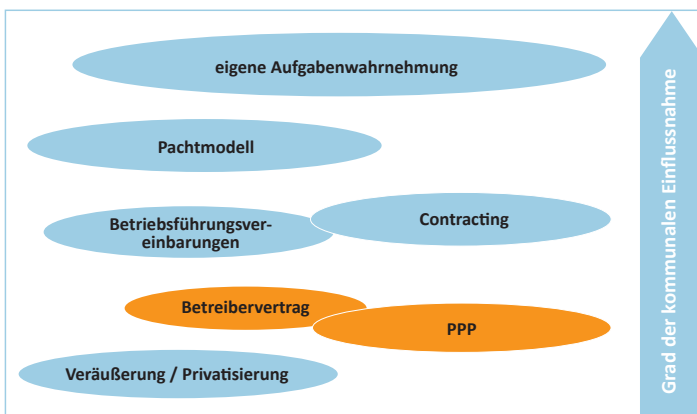 eigene Aufgabenwahrnehmung
Pachtmodell
Betriebsführungsver-
einbarungen
Contracting
Betreibervertrag
PPP
Veräußerung / Privatisierung
Grad der kommunalen Einflussnahme